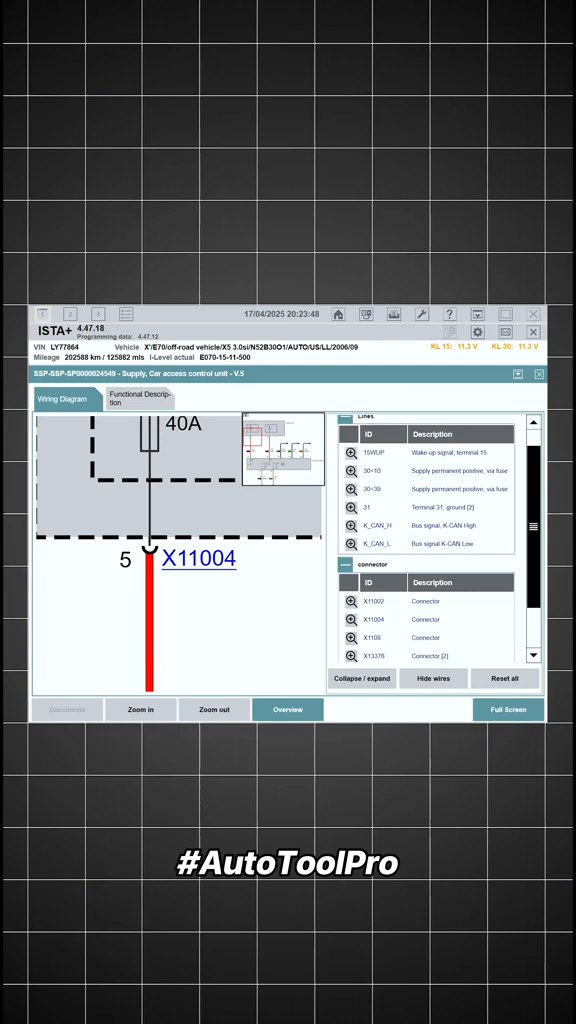 1 2 3 17/04/2025 20:23:48 ?
ISTA+ 4.47.18
Programming data: 4.47.12
VIN LY77864 Vehicle X'/E70/off-road vehicle/X5 3.0si/N52B30O1/AUTO/US/LL/2006/09 KL 15: 11.3 V KL 30: 11.3 V
Mileage 202588 km / 125882 mls I-Level actual E070-15-11-500
SSP-SSP-SP0000024549 - Supply, Car access control unit - V.5
Wiring Diagram
Functional Descrip-
tion
40A
5 X11004
Lines
ID Description
15WUP Wake-up signal, terminal 15
30<10 Supply permanent positive, via fuse
30<39 Supply permanent positive, via fuse
31 Terminal 31, ground [2]
K_CAN_H Bus signal, K-CAN High
K_CAN_L Bus signal K-CAN Low
connector
ID Description
X11002 Connector
X11004 Connector
X1108 Connector
X13376 Connector [2]
Collapse / expand Hide wires Reset all
Documents Zoom in Zoom out Overview Full Screen
#AutoToolPro